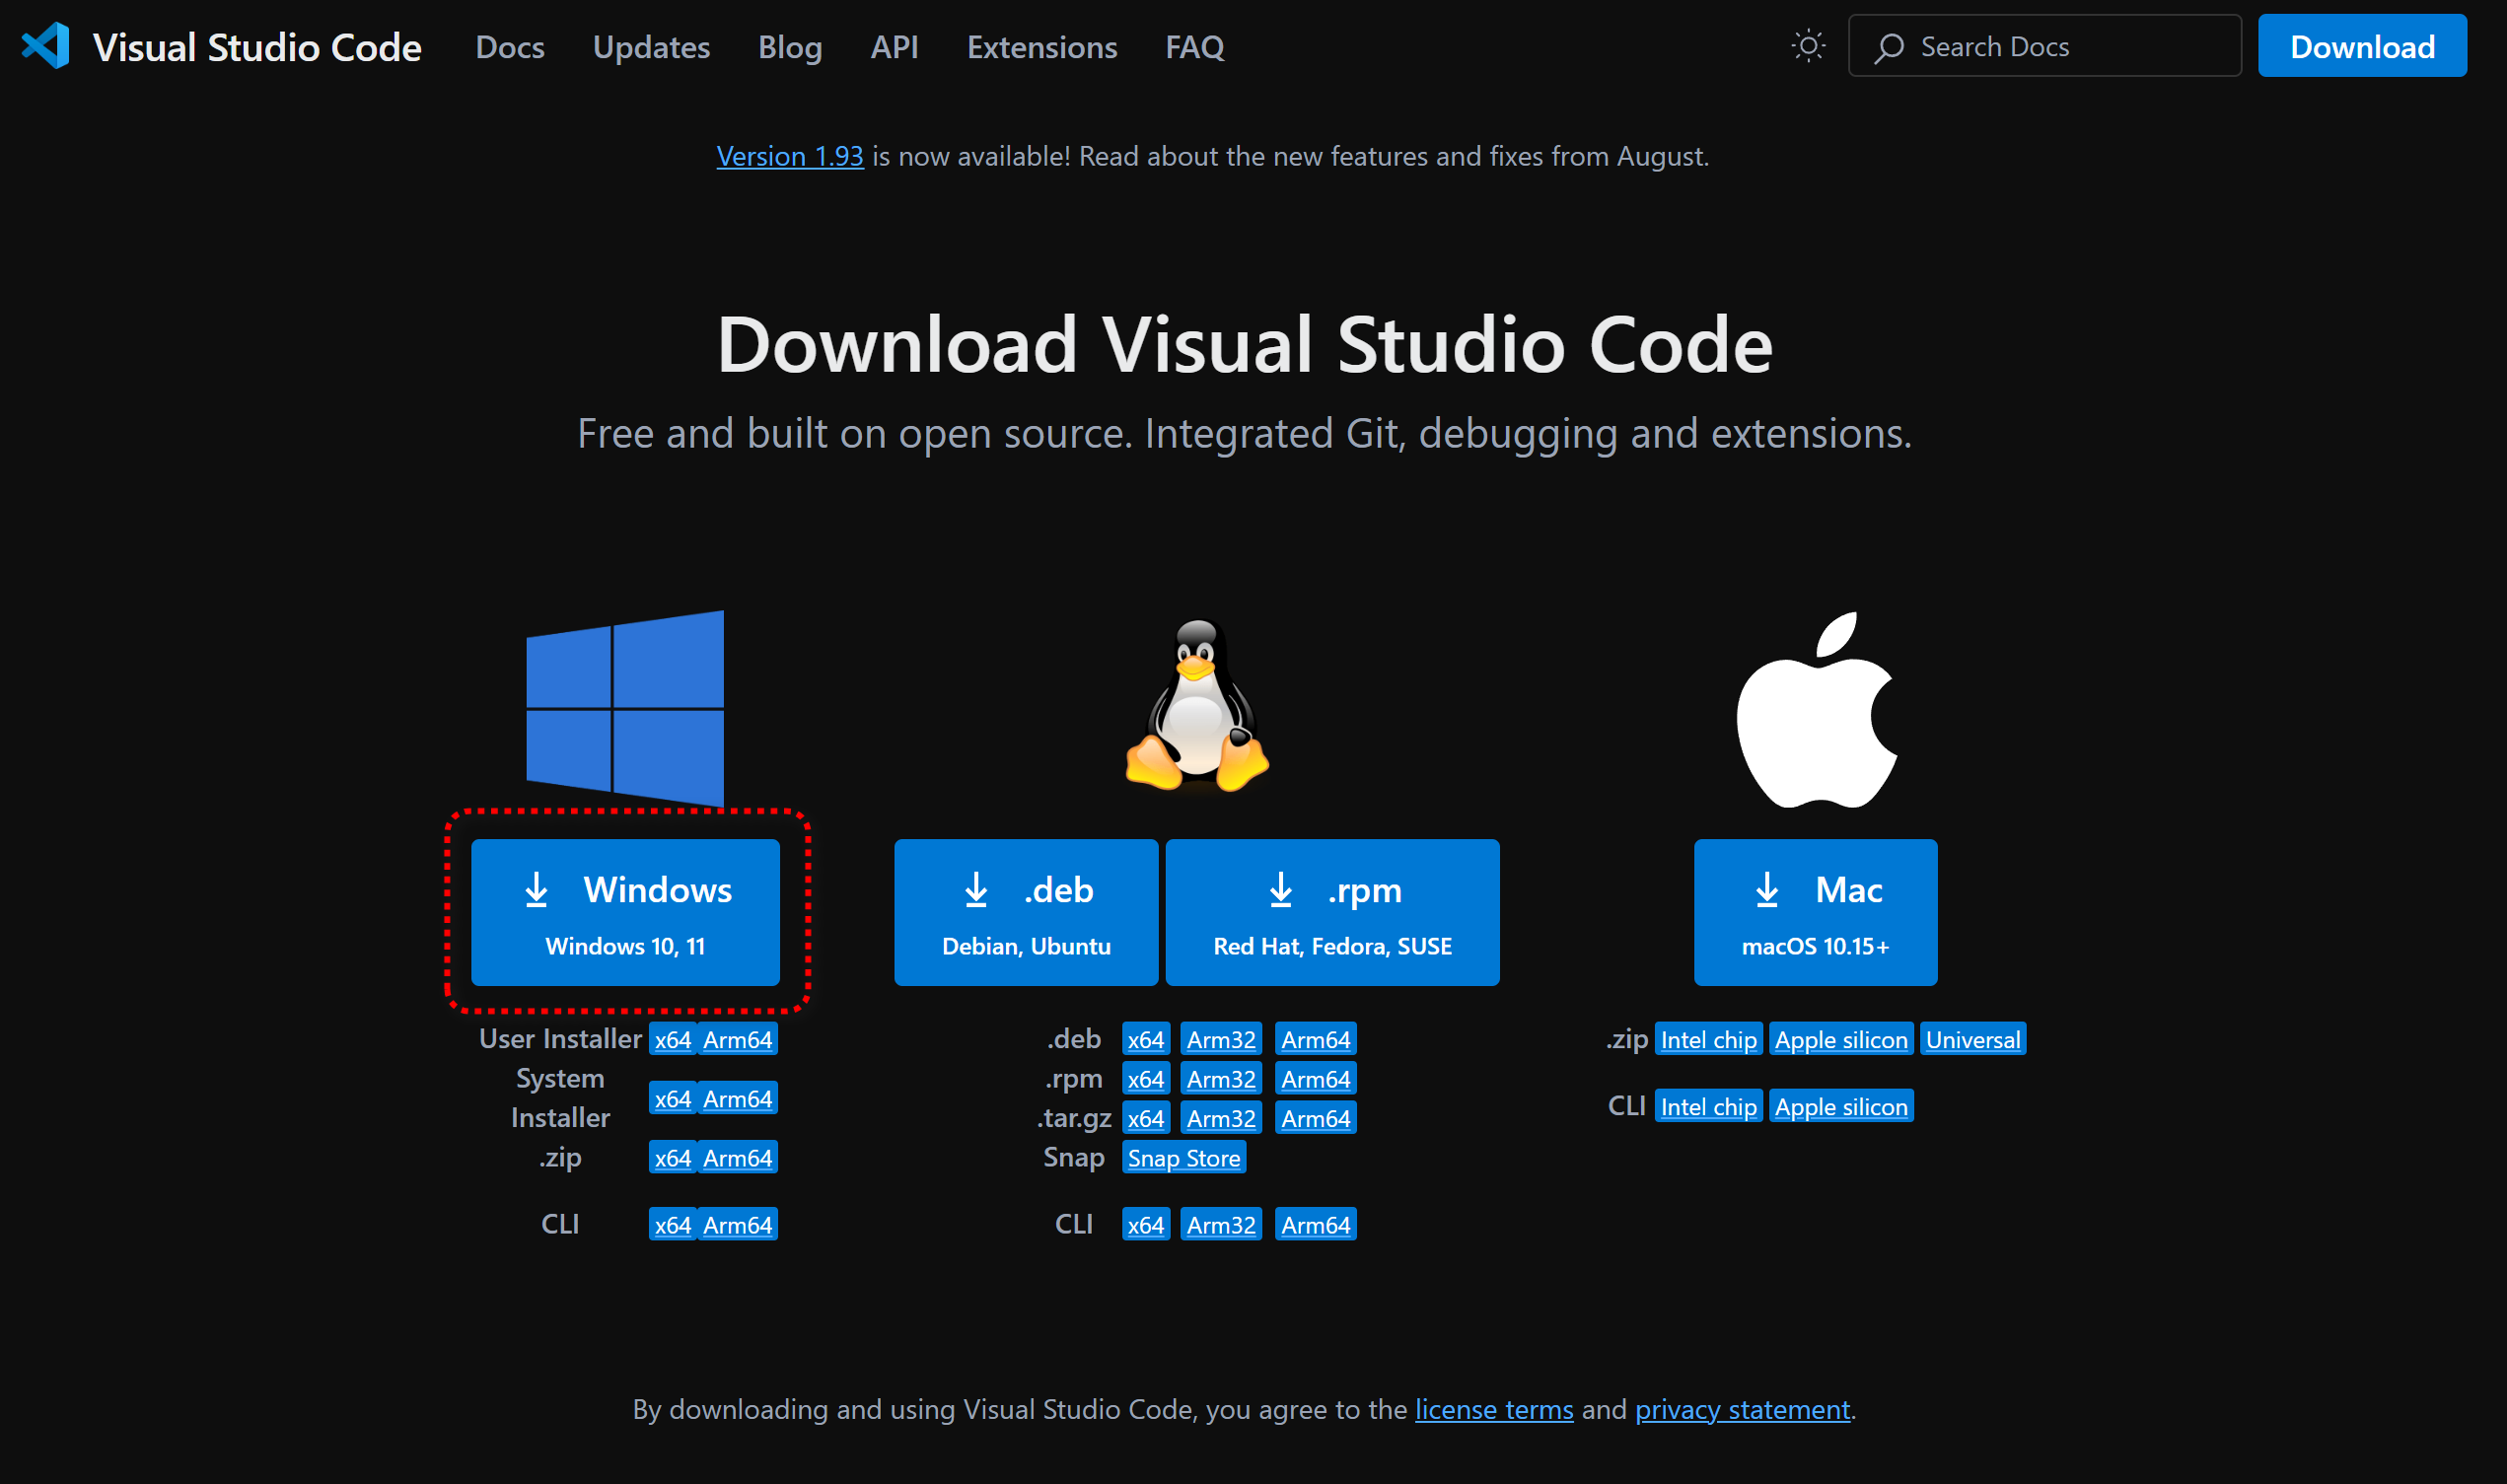 Visual Studio Code Docs Updates Blog API Extensions FAQ Search Docs Download
Version 1.93 is now available! Read about the new features and fixes from August.
Download Visual Studio Code
Free and built on open source. Integrated Git, debugging and extensions.
Windows
Windows 10, 11
User Installer x64 Arm64
System
Installer x64 Arm64
.zip x64 Arm64
CLI x64 Arm64
.deb
Debian, Ubuntu
.rpm
Red Hat, Fedora, SUSE
.deb x64 Arm32 Arm64
.rpm x64 Arm32 Arm64
.tar.gz x64 Arm32 Arm64
Snap Snap Store
CLI x64 Arm32 Arm64
Mac
macOS 10.15+
.zip Intel chip Apple silicon Universal
CLI Intel chip Apple silicon
By downloading and using Visual Studio Code, you agree to the license terms and privacy statement.